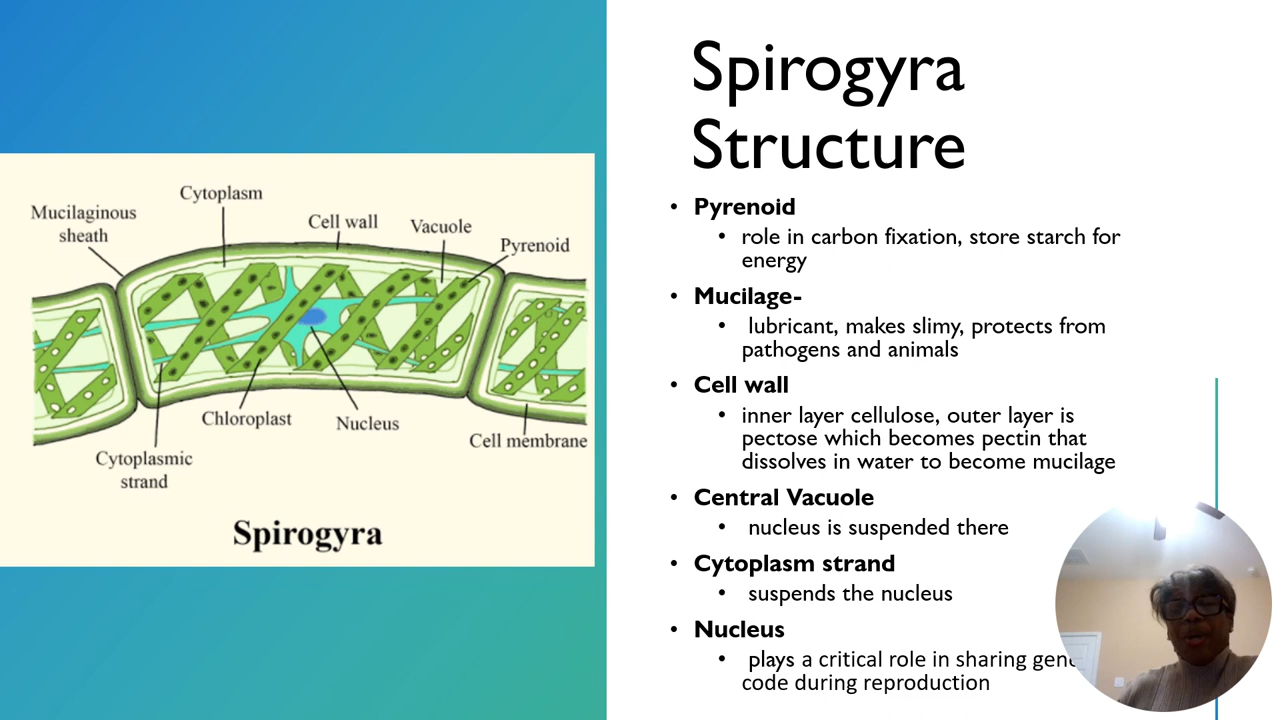 Spirogyra
Structure
Cytoplasm
Mucilaginous
sheath
Cell wall
Vacuole
Pyrenoid
Chloroplast
Nucleus
Cell membrane
Cytoplasmic
strand
Spirogyra
• Pyrenoid
• role in carbon fixation, store starch for
energy
• Mucilage-
• lubricant, makes slimy, protects from
pathogens and animals
• Cell wall
• inner layer cellulose, outer layer is
pectose which becomes pectin that
dissolves in water to become mucilage
• Central Vacuole
• nucleus is suspended there
• Cytoplasm strand
• suspends the nucleus
• Nucleus
• plays a critical role in sharing
code during reproduction